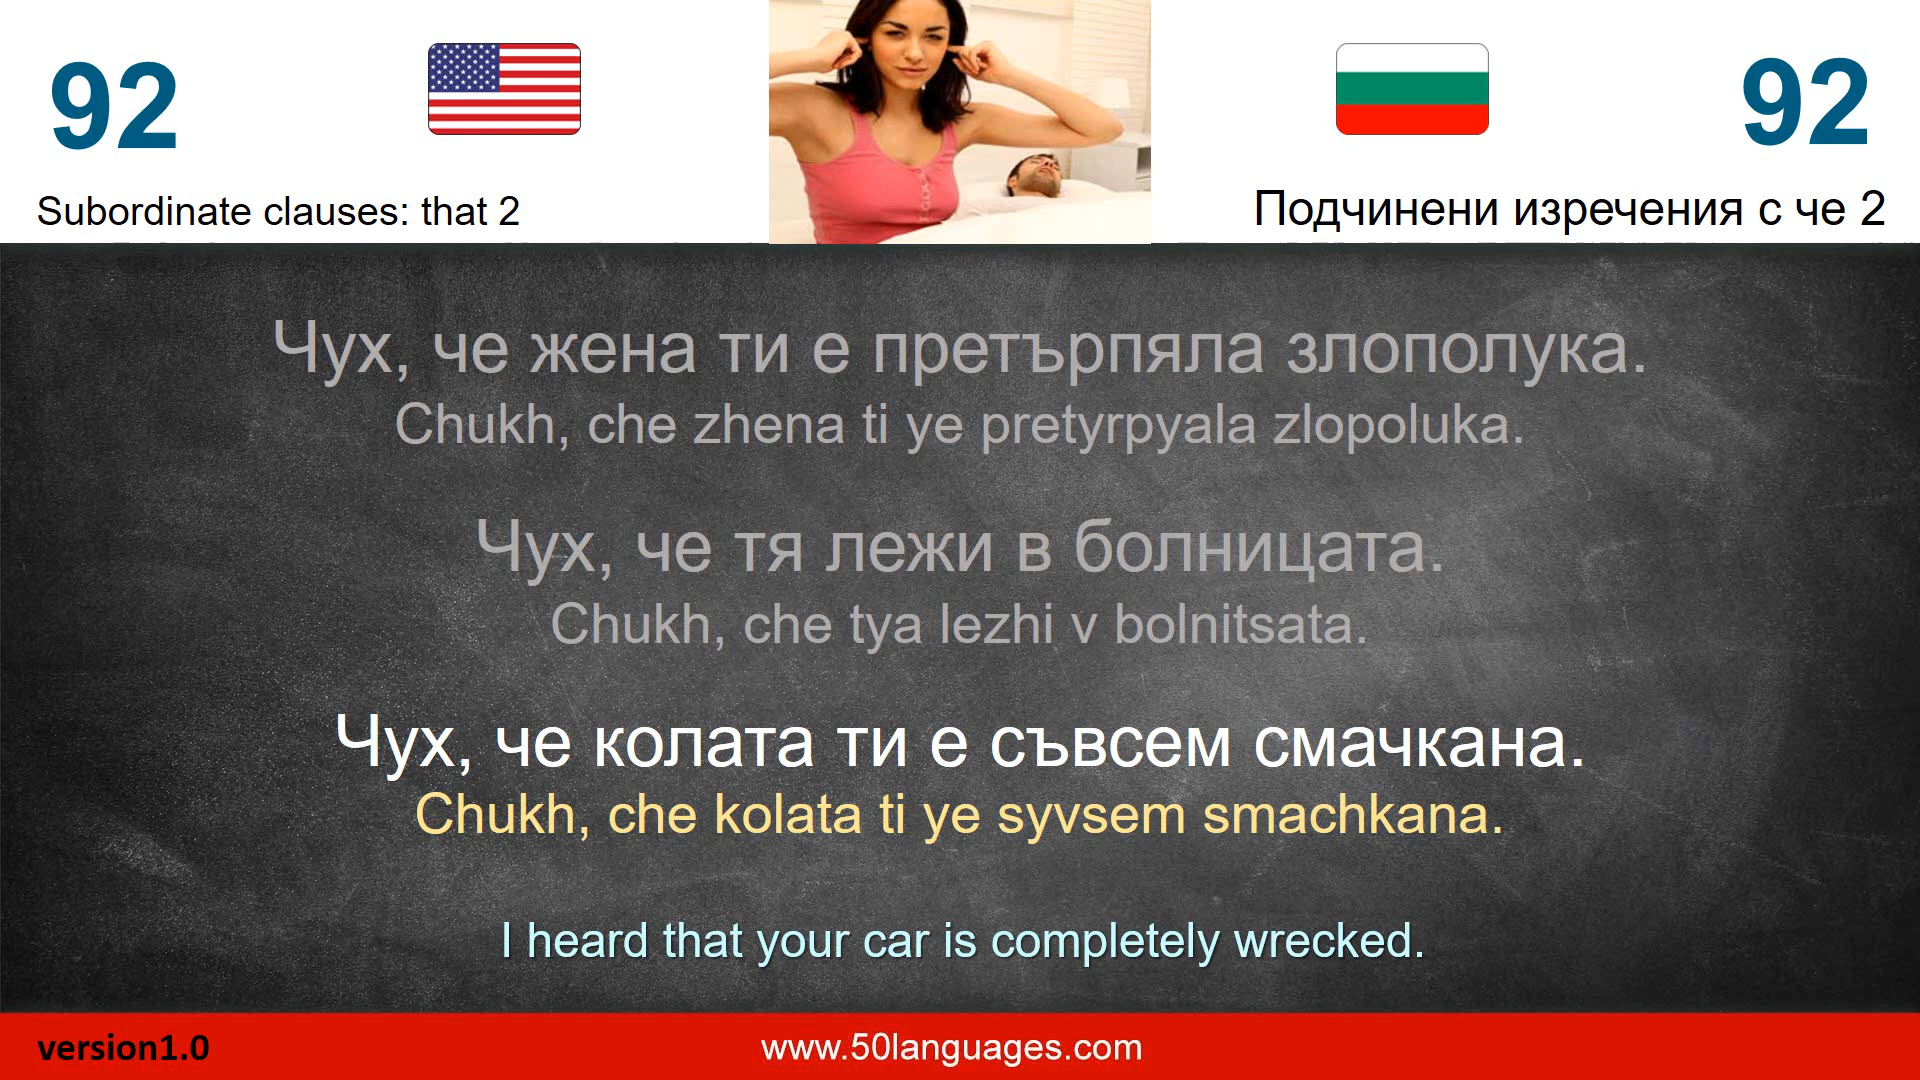 92
92
Subordinate clauses: that 2
Подчинени изречения с че 2
Чух, че жена ти е претърпяла злополука.
Chukh, che zhena ti ye pretyrpyala zlopoluka.
Чух, че тя лежи в болницата.
Chukh, che tya lezhi v bolnitsata.
Чух, че колата ти е съвсем смачкана.
Chukh, che kolata ti ye syvsem smachkana.
I heard that your car is completely wrecked.
version1.0
www.50languages.com